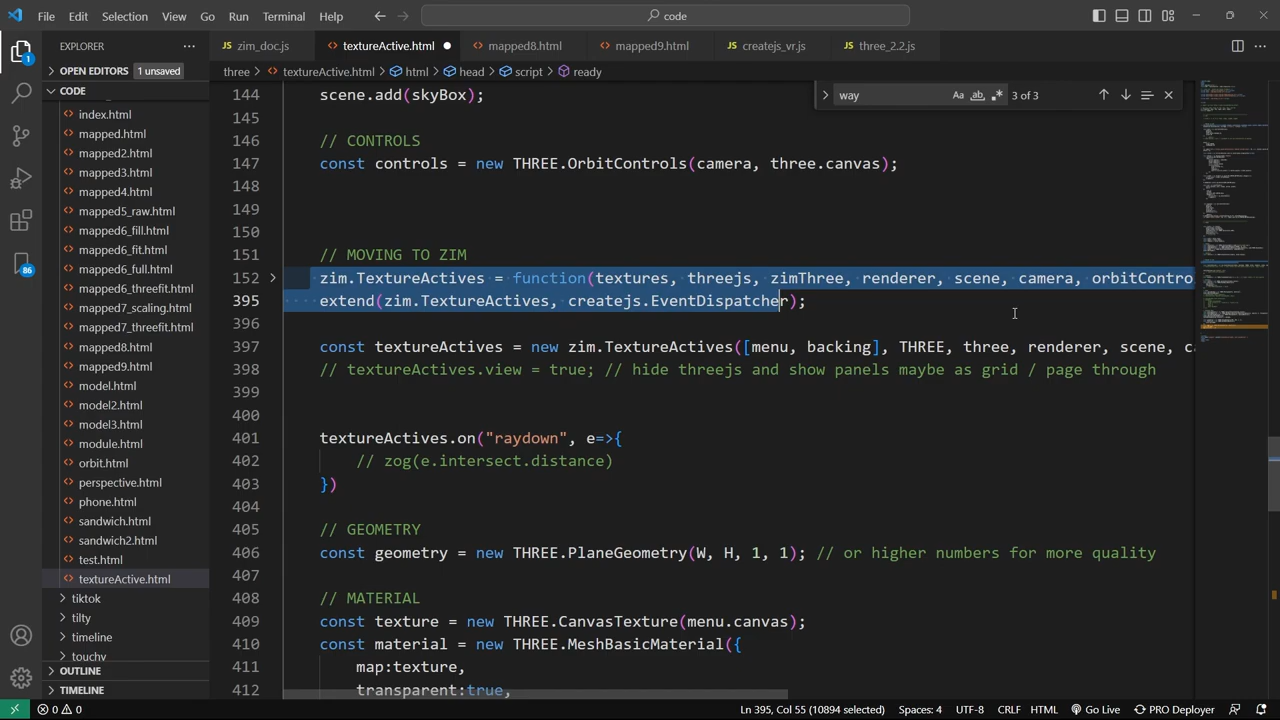 File Edit Selection View Go Run Terminal Help code
EXPLORER
OPEN EDITORS 1 unsaved
CODE
index.html
mapped.html
mapped2.html
mapped3.html
mapped4.html
mapped5_raw.html
mapped6_fill.html
mapped6_fit.html
mapped6_full.html
mapped7_scaling.html
mapped7_threefit.html
mapped8.html
mapped9.html
model.html
model2.html
model3.html
module.html
orbit.html
perspective.html
phone.html
sandwich.html
sandwich2.html
test.html
textureActive.html
tiktok
tilty
timeline
touchy
OUTLINE
TIMELINE
1
86
zim_doc.js textureActive.html mapped8.html mapped9.html createjs_vr.js three_2.2.js
three > textureActive.html > html > head > script > ready
way 3 of 3
144 scene.add(skyBox);
145
146 // CONTROLS
147 const controls = new THREE.OrbitControls(camera, three.canvas);
148
149
150
151 // MOVING TO ZIM
152 zim.TextureActives = function(textures, threejs, zimthree, renderer, scene, camera, orbitContro
395 extend(zim.TextureActives, createjs.EventDispatcher);
396
397 const textureActives= new zim.TextureActives([menu, backing], THREE, three, renderer, scene, ca
398 // textureActives.view = true; // hide threejs and show panels maybe as grid / page through
399
400
401 textureActives.on("raydown", e=>{
402 // zog(e.intersect.distance)
403 })
404
405 // GEOMETRY
406 const geometry = new THREE.PlaneGeometry(W, H, 1, 1); // or higher numbers for more quality
407
408 // MATERIAL
409 const texture = new THREE.CanvasTexture(menu.canvas);
410 const material = new THREE.MeshBasicMaterial({
411 map:texture,
412 transparent:true,
0 0 Ln 395, Col 55 (10894 selected) Spaces: 4 UTF-8 CRLF HTML Go Live PRO Deployer